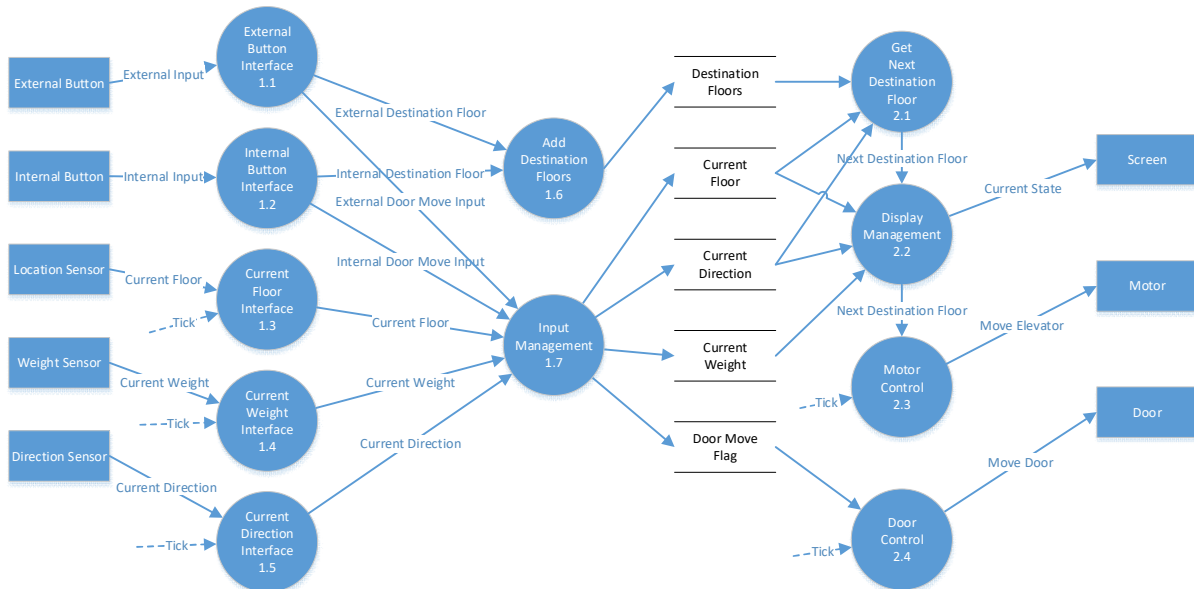 External Button
External Input
External
Button
Interface
1.1
Internal Button
Internal Input
Internal
Button
Interface
1.2
Location Sensor
Current Floor
Tick
Current
Floor
Interface
1.3
Weight Sensor
Current Weight
Tick
Current
Weight
Interface
1.4
Direction Sensor
Current Direction
Tick
Current
Direction
Interface
1.5
External Destination Floor
Internal Destination Floor
External Door Move Input
Internal Door Move Input
Current Floor
Current Weight
Current Direction
Add
Destination
Floors
1.6
Input
Management
1.7
Destination
Floors
Current
Floor
Current
Direction
Current
Weight
Door Move
Flag
Get
Next
Destination
Floor
2.1
Next Destination Floor
Display
Management
2.2
Next Destination Floor
Tick
Motor
Control
2.3
Tick
Door
Control
2.4
Current State
Move Elevator
Move Door
Screen
Motor
Door